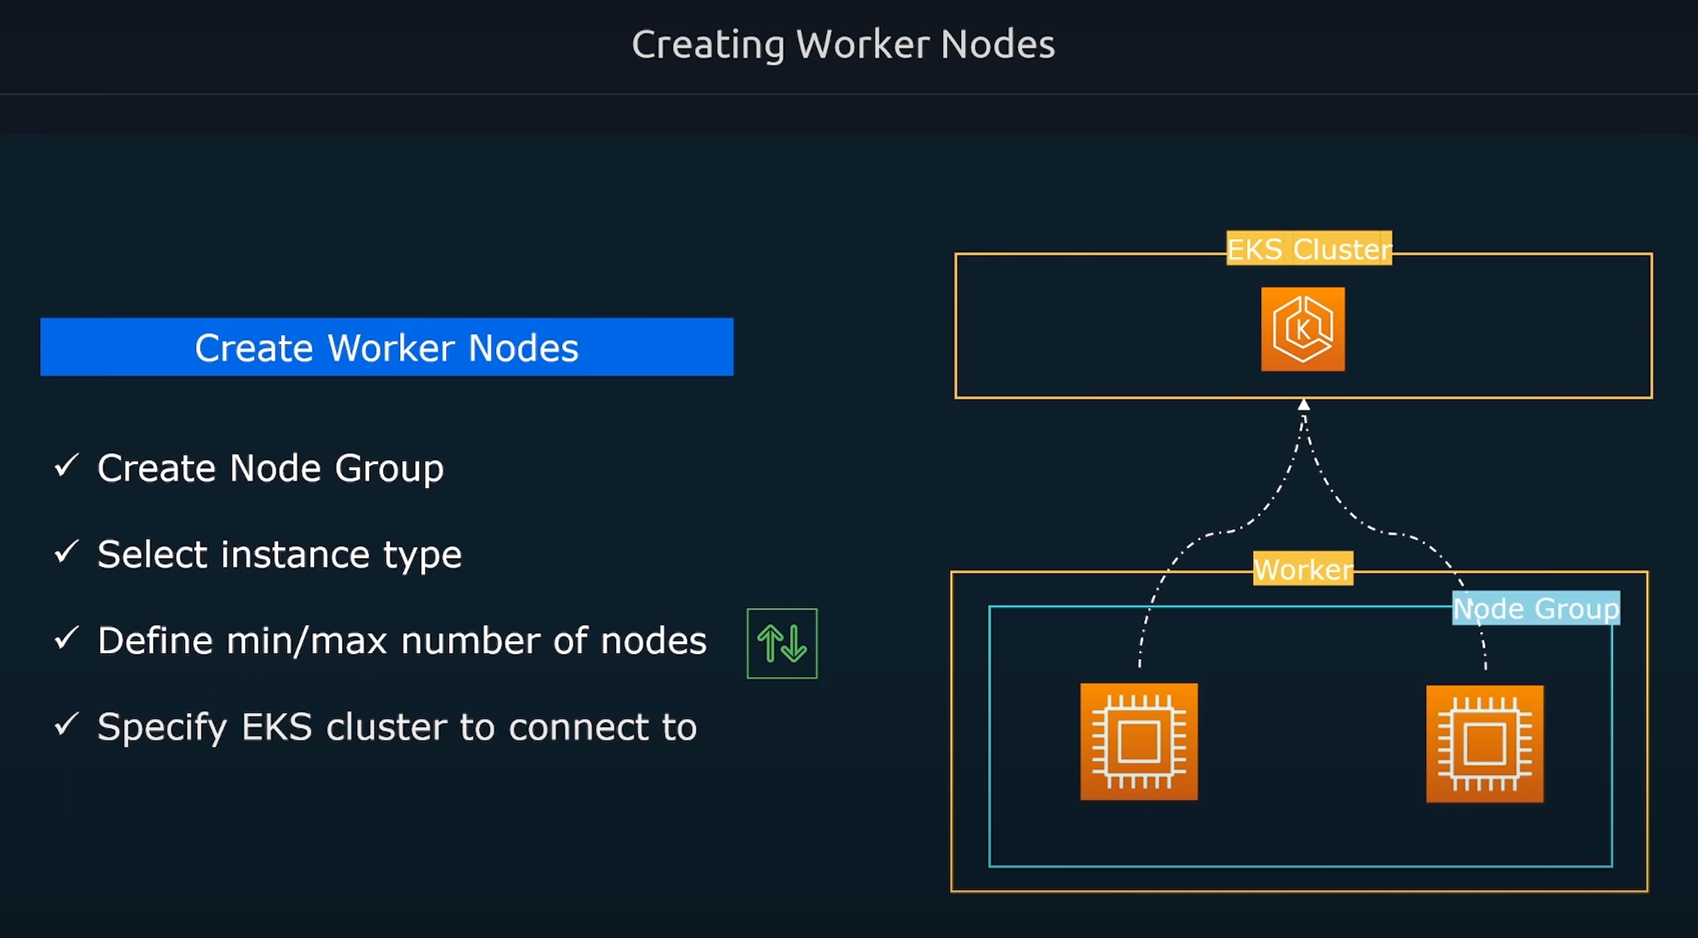 Creating Worker Nodes
Create Worker Nodes
✓ Create Node Group
✓ Select instance type
✓ Define min/max number of nodes
✓ Specify EKS cluster to connect to
EKS Cluster
K
Worker
Node Group